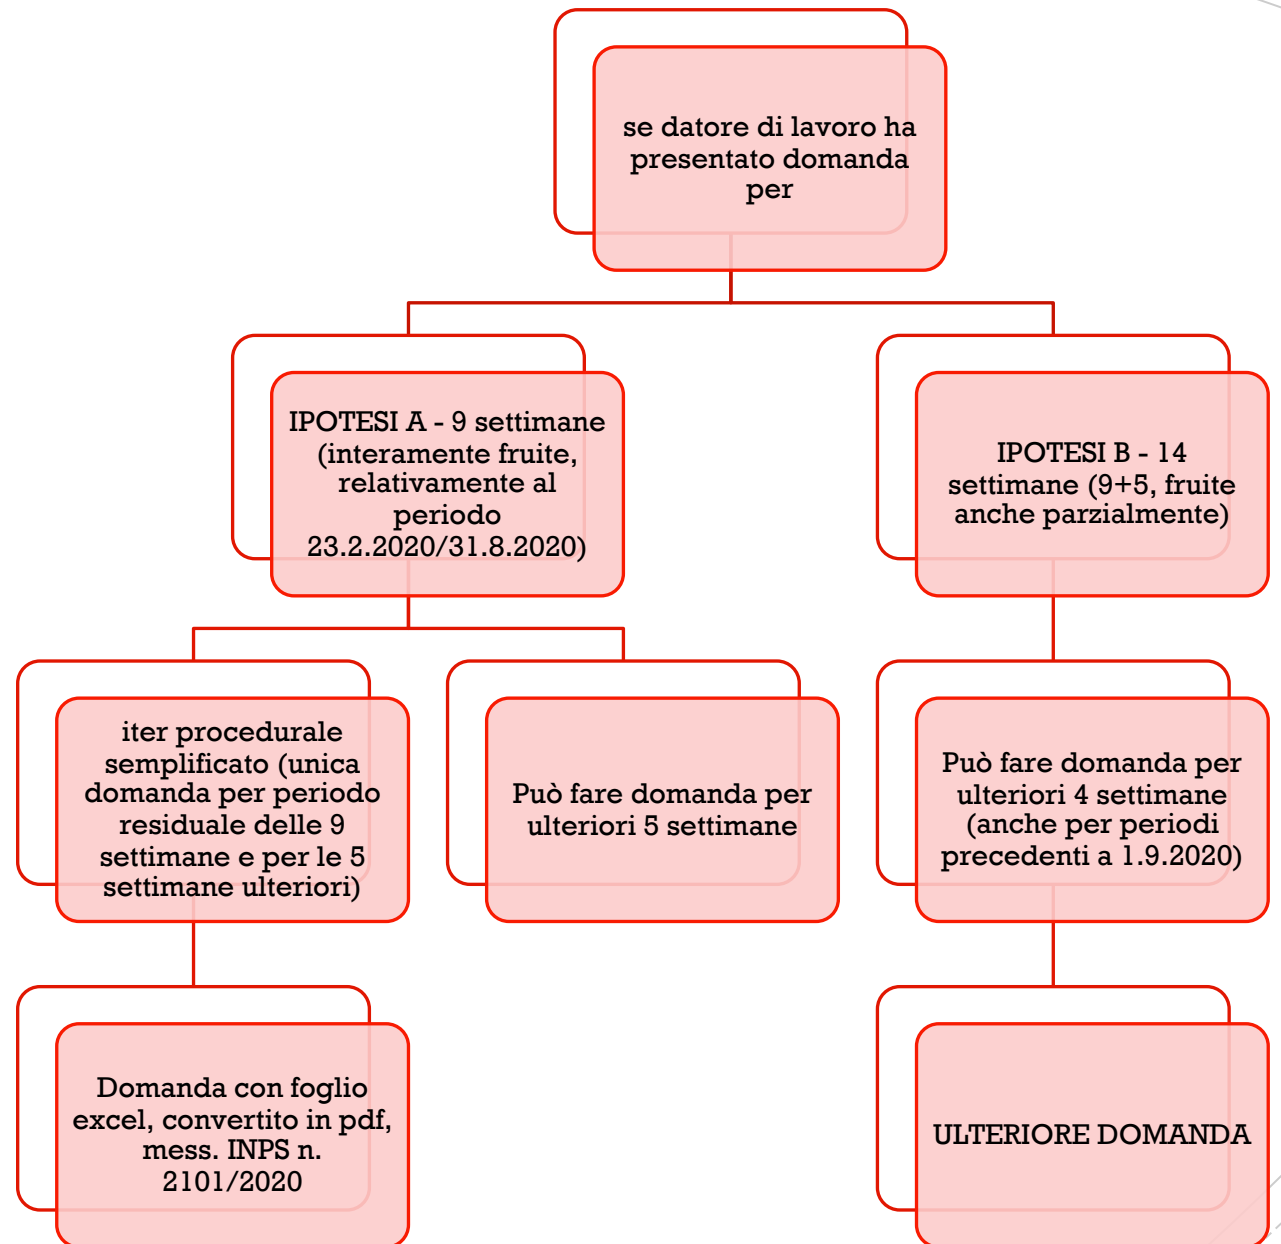 se datore di lavoro ha
presentato domanda
per
IPOTESI A - 9 settimane
(interamente fruite,
relativamente al
periodo
23.2.2020/31.8.2020)
IPOTESI B - 14
settimane (9+5, fruite
anche parzialmente)
iter procedurale
semplificato (unica
domanda per periodo
residuale delle 9
settimane e per le 5
settimane ulteriori)
Può fare domanda per
ulteriori 5 settimane
Può fare domanda per
ulteriori 4 settimane
(anche per periodi
precedenti a 1.9.2020)
Domanda con foglio
excel, convertito in pdf,
mess. INPS n.
2101/2020
ULTERIORE DOMANDA